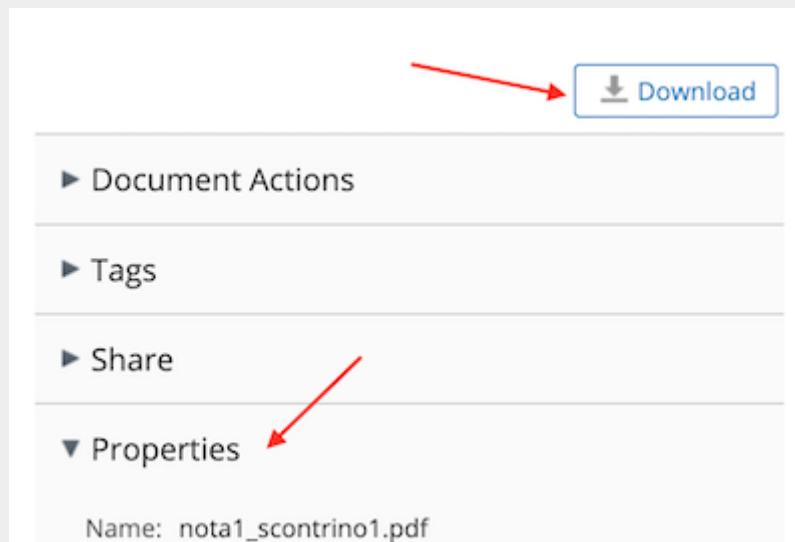 Download
Document Actions
Tags
Share
Properties
Name: nota1_scontrino1.pdf